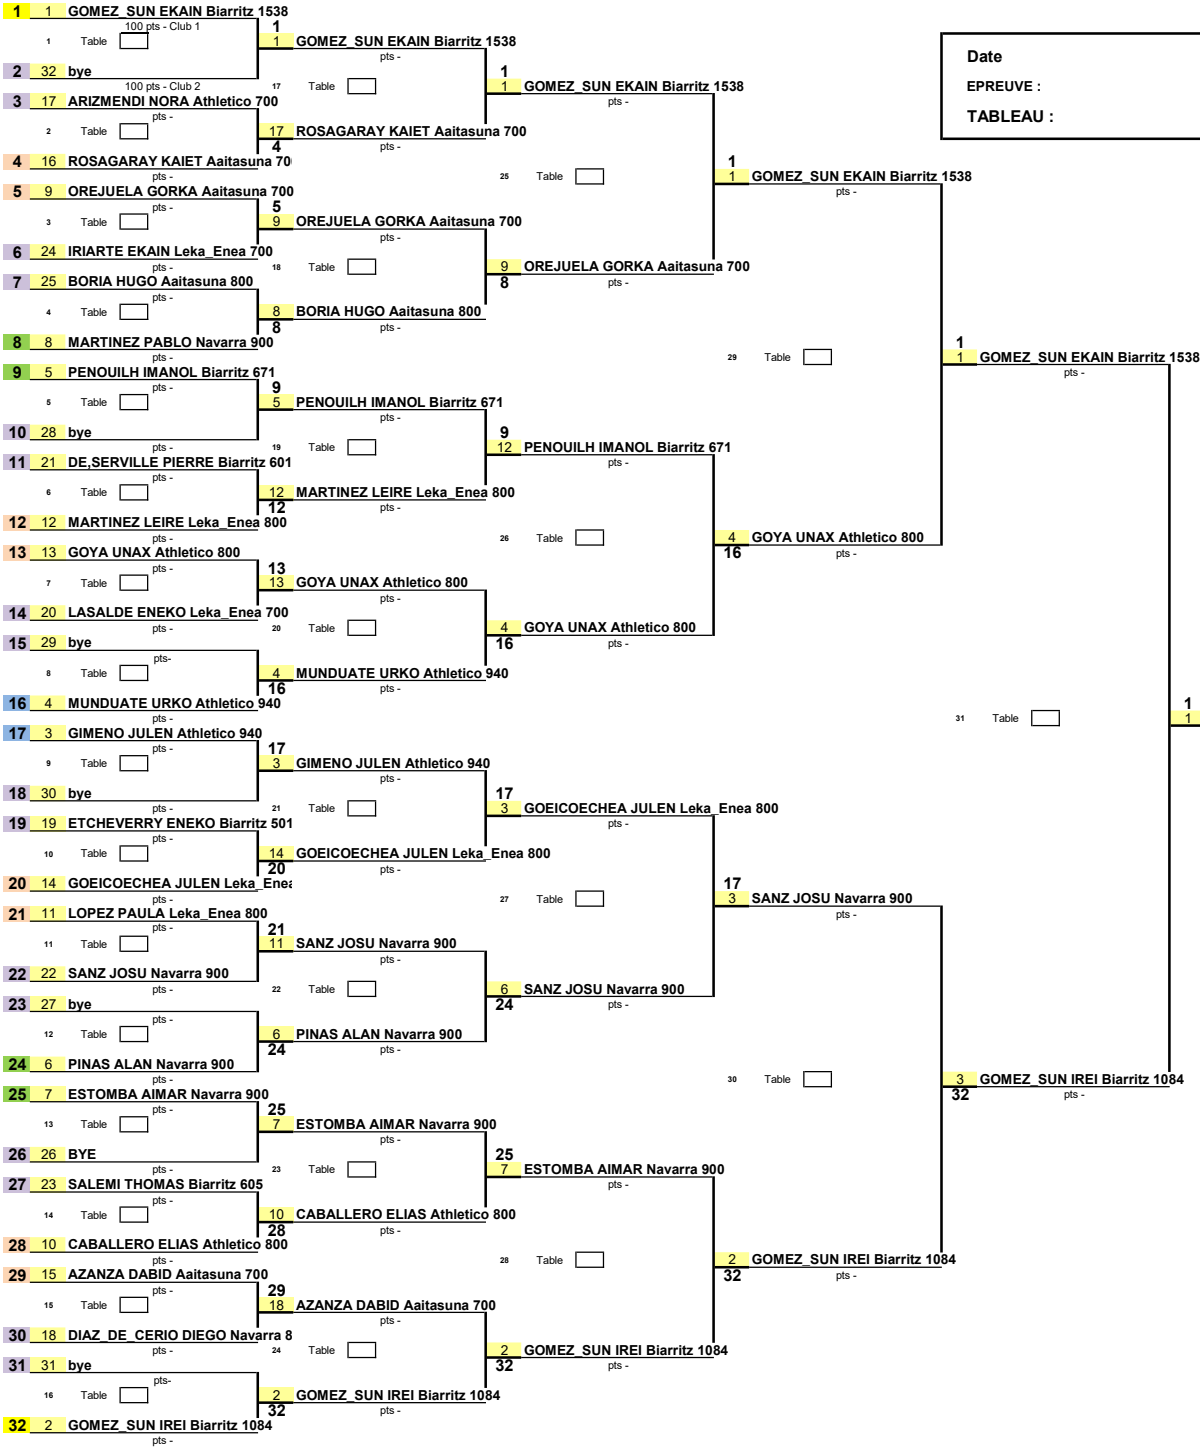 1 1 GOMEZ_SUN EKAIN Biarritz 1538
100 pts - Club 1
1 Table
2 32 bye
100 pts - Club 2
3 17 ARIZMENDI NORA Athletico 700
pts -
2 Table
4 16 ROSAGARAY KAIET Aaitasuna 70
pts -
5 9 OREJUELA GORKA Aaitasuna 700
pts -
3 Table
6 24 IRIARTE EKAIN Leka_Enea 700
pts -
7 25 BORIA HUGO Aaitasuna 800
pts -
4 Table
8 8 MARTINEZ PABLO Navarra 900
pts -
9 5 PENOUILH IMANOL Biarritz 671
pts -
5 Table
10 28 bye
pts -
11 21 DE,SERVILLE PIERRE Biarritz 601
pts -
6 Table
12 12 MARTINEZ LEIRE Leka_Enea 800
pts -
13 13 GOYA UNAX Athletico 800
pts -
7 Table
14 20 LASALDE ENEKO Leka_Enea 700
pts -
15 29 bye
pts-
8 Table
16 4 MUNDUATE URKO Athletico 940
pts -
17 3 GIMENO JULEN Athletico 940
pts -
9 Table
18 30 bye
pts -
19 19 ETCHEVERRY ENEKO Biarritz 501
pts -
10 Table
20 14 GOEICOECHEA JULEN Leka_Enea
pts -
21 11 LOPEZ PAULA Leka_Enea 800
pts -
11 Table
22 22 SANZ JOSU Navarra 900
pts -
23 27 bye
pts -
12 Table
24 6 PINAS ALAN Navarra 900
pts -
25 7 ESTOMBA AIMAR Navarra 900
pts -
13 Table
26 26 BYE
pts -
27 23 SALEMI THOMAS Biarritz 605
pts -
14 Table
28 10 CABALLERO ELIAS Athletico 800
pts -
29 15 AZANZA DABID Aaitasuna 700
pts -
15 Table
30 18 DIAZ_DE_CERIO DIEGO Navarra 8
pts -
31 31 bye
pts-
16 Table
32 2 GOMEZ_SUN IREI Biarritz 1084
pts -
1
1 GOMEZ_SUN EKAIN Biarritz 1538
pts -
17 Table
17 ROSAGARAY KAIET Aaitasuna 700
4 pts -
5
9 OREJUELA GORKA Aaitasuna 700
pts -
18 Table
8 BORIA HUGO Aaitasuna 800
8 pts -
9
5 PENOUILH IMANOL Biarritz 671
pts -
19 Table
12 MARTINEZ LEIRE Leka_Enea 800
12 pts -
13
13 GOYA UNAX Athletico 800
pts -
20 Table
4 MUNDUATE URKO Athletico 940
16 pts -
17
3 GIMENO JULEN Athletico 940
pts -
21 Table
14 GOEICOECHEA JULEN Leka_Enea 800
20 pts -
21
11 SANZ JOSU Navarra 900
pts -
22 Table
6 PINAS ALAN Navarra 900
24 pts -
25
7 ESTOMBA AIMAR Navarra 900
pts -
23 Table
10 CABALLERO ELIAS Athletico 800
28 pts -
29
18 AZANZA DABID Aaitasuna 700
pts -
24 Table
2 GOMEZ_SUN IREI Biarritz 1084
32 pts -
1
1 GOMEZ_SUN EKAIN Biarritz 1538
pts -
25 Table
9 OREJUELA GORKA Aaitasuna 700
8 pts -
9
12 PENOUILH IMANOL Biarritz 671
pts -
26 Table
4 GOYA UNAX Athletico 800
16 pts -
17
3 GOEICOECHEA JULEN Leka_Enea 800
pts -
27 Table
6 SANZ JOSU Navarra 900
24 pts -
25
7 ESTOMBA AIMAR Navarra 900
pts -
28 Table
2 GOMEZ_SUN IREI Biarritz 1084
32 pts -
1
1 GOMEZ_SUN EKAIN Biarritz 1538
pts -
29 Table
4 GOYA UNAX Athletico 800
16 pts -
17
3 SANZ JOSU Navarra 900
pts -
30 Table
2 GOMEZ_SUN IREI Biarritz 1084
32 pts -
Date
EPREUVE :
TABLEAU :
1
1 GOMEZ_SUN EKAIN Biarritz 1538
pts -
31 Table
3 GOMEZ_SUN IREI Biarritz 1084
32 pts -
1
1